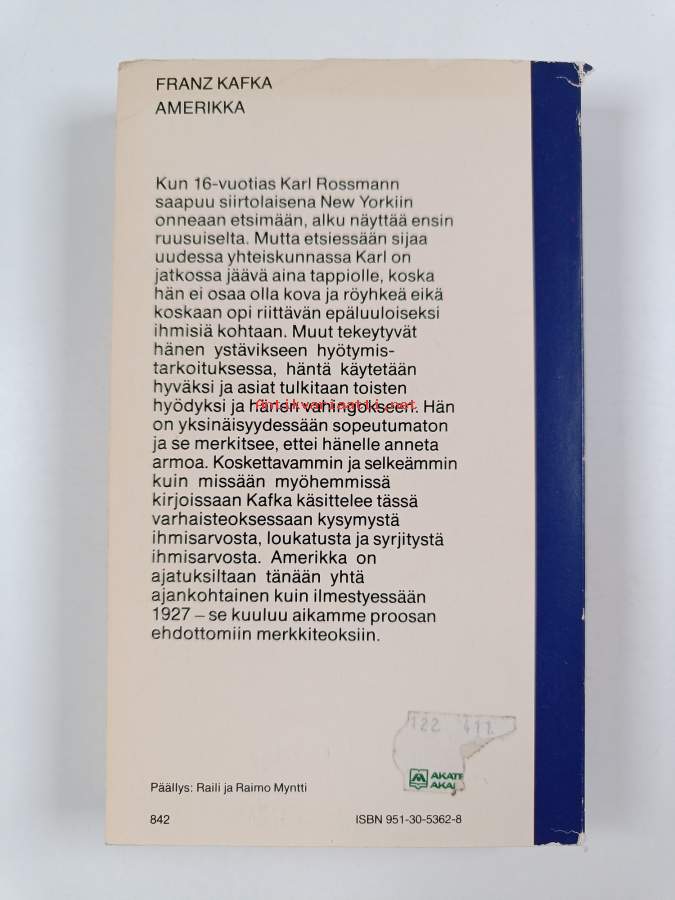 FRANZ KAFKA
AMERIKKA
Kun 16-vuotias Karl Rossmann
saapuu siirtolaisena New Yorkiin
onneaan etsimään, alku näyttää ensin
ruusuiselta. Mutta etsiessään sijaa
uudessa yhteiskunnassa Karl on
jatkossa jäävä aina tappiolle, koska
hän ei osaa olla kova ja röyhkeä eikä
koskaan opi riittävän epäluuloiseksi
ihmisiä kohtaan. Muut tekeytyvät
hänen ystävikseen hyötymis-
tarkoituksessa, häntä käytetään
hyväksi ja asiat tulkitaan toisten
hyödyksi ja hänen vahingokseen. Hän
Antikvariaatti.net
on yksinäisyydessään sopeutumaton
ja se merkitsee, ettei hänelle anneta
armoa. Koskettavammin ja selkeämmin
kuin missään myöhemmissä
kirjoissaan Kafka käsittelee tässä
varhaisteoksessaan kysymystä
ihmisarvosta, loukatusta ja syrjitystä
ihmisarvosta. Amerikka on
ajatuksiltaan tänään yhtä
ajankohtainen kuin ilmestyessään
1927 – se kuuluu aikamme proosan
ehdottomiin merkkiteoksiin.
122 411
AKATE
AKA
Päällys: Raili ja Raimo Myntti
842
ISBN 951-30-5362-8